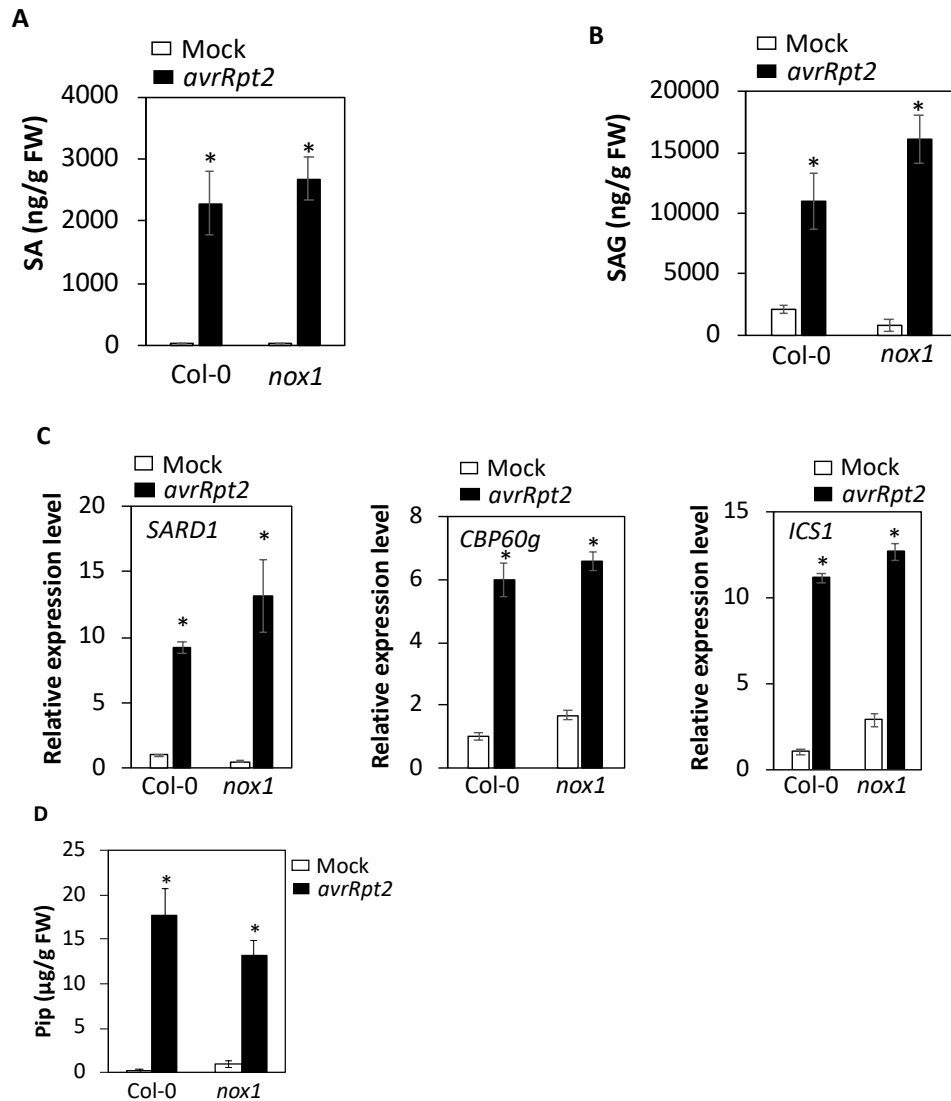 A
Mock
avrRpt2
SA (ng/g FW)
4000
3000
2000
1000
0
*
*
Col-0
nox1
B
Mock
avrRpt2
SAG (ng/g FW)
20000
15000
10000
5000
0
*
*
Col-0
nox1
C
Mock
avrRpt2
Relative expression level
20
15
10
5
0
SARD1
*
*
Col-0
nox1
Mock
avrRpt2
Relative expression level
8
6
4
2
0
CBP60g
*
*
Col-0
nox1
Mock
avrRpt2
Relative expression level
15
10
5
0
ICS1
*
*
Col-0
nox1
D
Mock
avrRpt2
Pip (µg/g FW)
25
20
15
10
5
0
*
*
Col-0
nox1